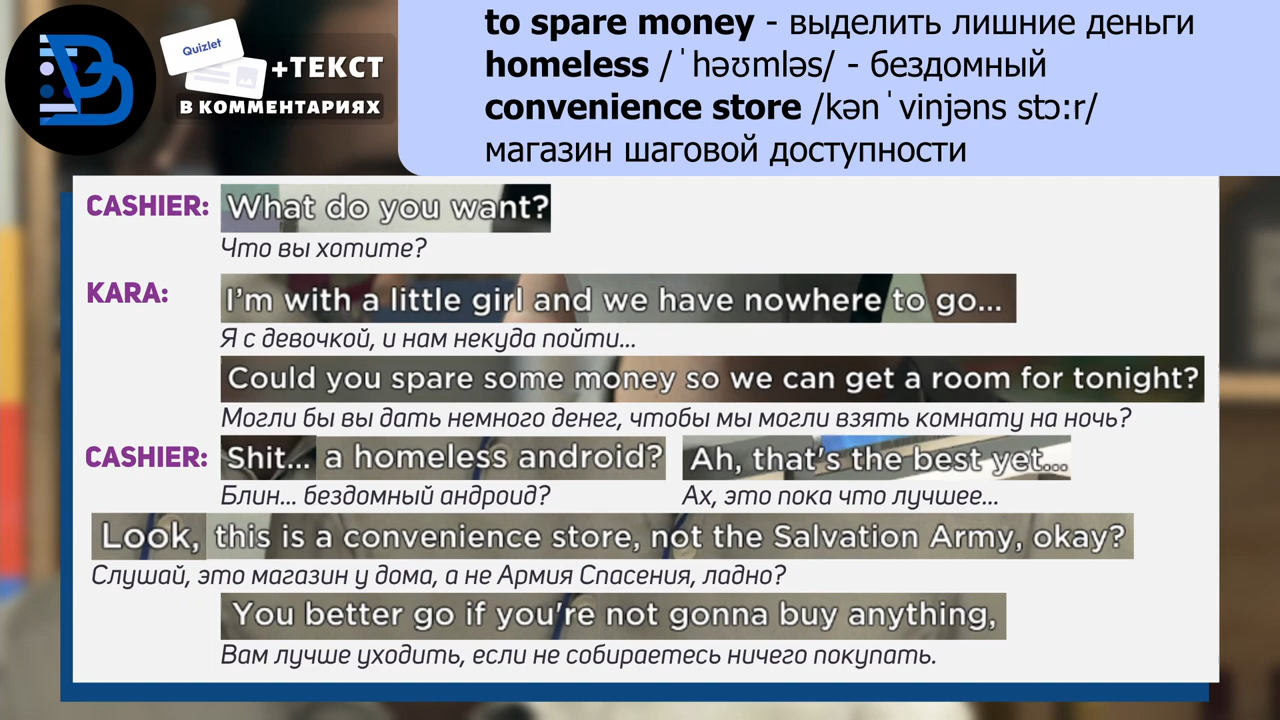 Quizlet
+ТЕКСТ
В КОММЕНТАРИЯХ
to spare money - выделить лишние деньги
homeless /ˈhəʊmləs/ - бездомный
convenience store /kənˈvinjəns stɔːr/
магазин шаговой доступности
CASHIER: What do you want?
Что вы хотите?
KARA: I'm with a little girl and we have nowhere to go...
Я с девочкой, и нам некуда пойти...
Could you spare some money so we can get a room for tonight?
Могли бы вы дать немного денег, чтобы мы могли взять комнату на ночь?
CASHIER: Shit... a homeless android? Ah, that's the best yet...
Блин... бездомный андроид? Ах, это пока что лучшее...
Look, this is a convenience store, not the Salvation Army, okay?
Слушай, это магазин у дома, а не Армия Спасения, ладно?
You better go if you're not gonna buy anything,
Вам лучше уходить, если не собираетесь ничего покупать.